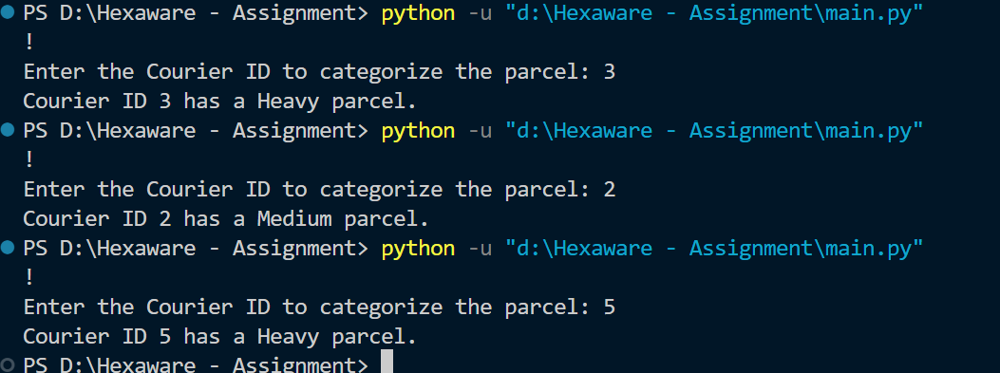 PS D:\Hexaware - Assignment> python -u "d:\Hexaware - Assignment\main.py"
!
Enter the Courier ID to categorize the parcel: 3
Courier ID 3 has a Heavy parcel.
PS D:\Hexaware - Assignment> python -u "d:\Hexaware - Assignment\main.py"
!
Enter the Courier ID to categorize the parcel: 2
Courier ID 2 has a Medium parcel.
PS D:\Hexaware - Assignment> python -u "d:\Hexaware - Assignment\main.py"
!
Enter the Courier ID to categorize the parcel: 5
Courier ID 5 has a Heavy parcel.
PS D:\Hexaware - Assignment>